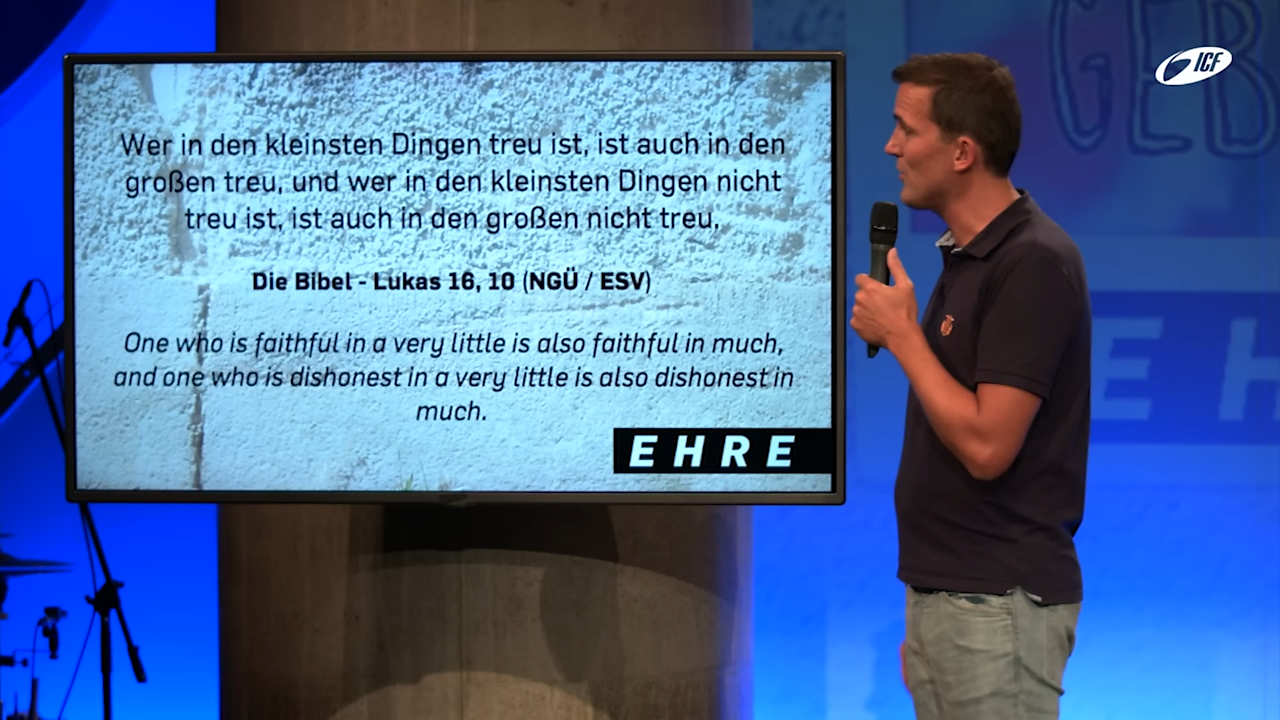 Wer in den kleinsten Dingen treu ist, ist auch in den
großen treu, und wer in den kleinsten Dingen nicht
treu ist, ist auch in den großen nicht treu,
Die Bibel - Lukas 16, 10 (NGÜ / ESV)
One who is faithful in a very little is also faithful in much,
and one who is dishonest in a very little is also dishonest in
much.
EHRE
ICF
GEB
EH